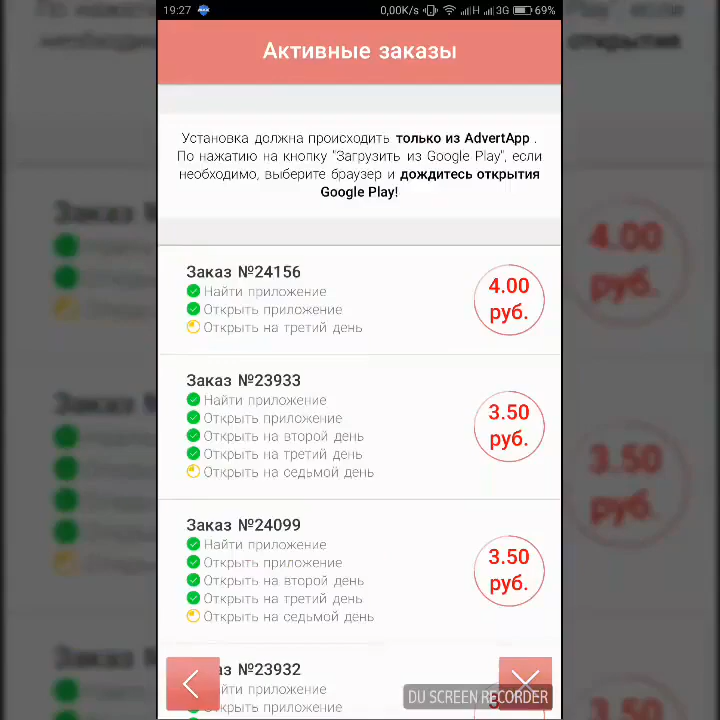 19:27
0,00K/s H 3G 69%
Активные заказы
Установка должна происходить только из AdvertApp .
По нажатию на кнопку "Загрузить из Google Play", если
необходимо, выберите браузер и дождитесь открытия
Google Play!
Заказ №24156
Найти приложение
Открыть приложение
Открыть на третий день
4.00
руб.
Заказ №23933
Найти приложение
Открыть приложение
Открыть на второй день
Открыть на третий день
Открыть на седьмой день
3.50
руб.
Заказ №24099
Найти приложение
Открыть приложение
Открыть на второй день
Открыть на третий день
Открыть на седьмой день
3.50
руб.
аз №23932
йти приложение
рыть приложение
DU SCREEN RECORDER